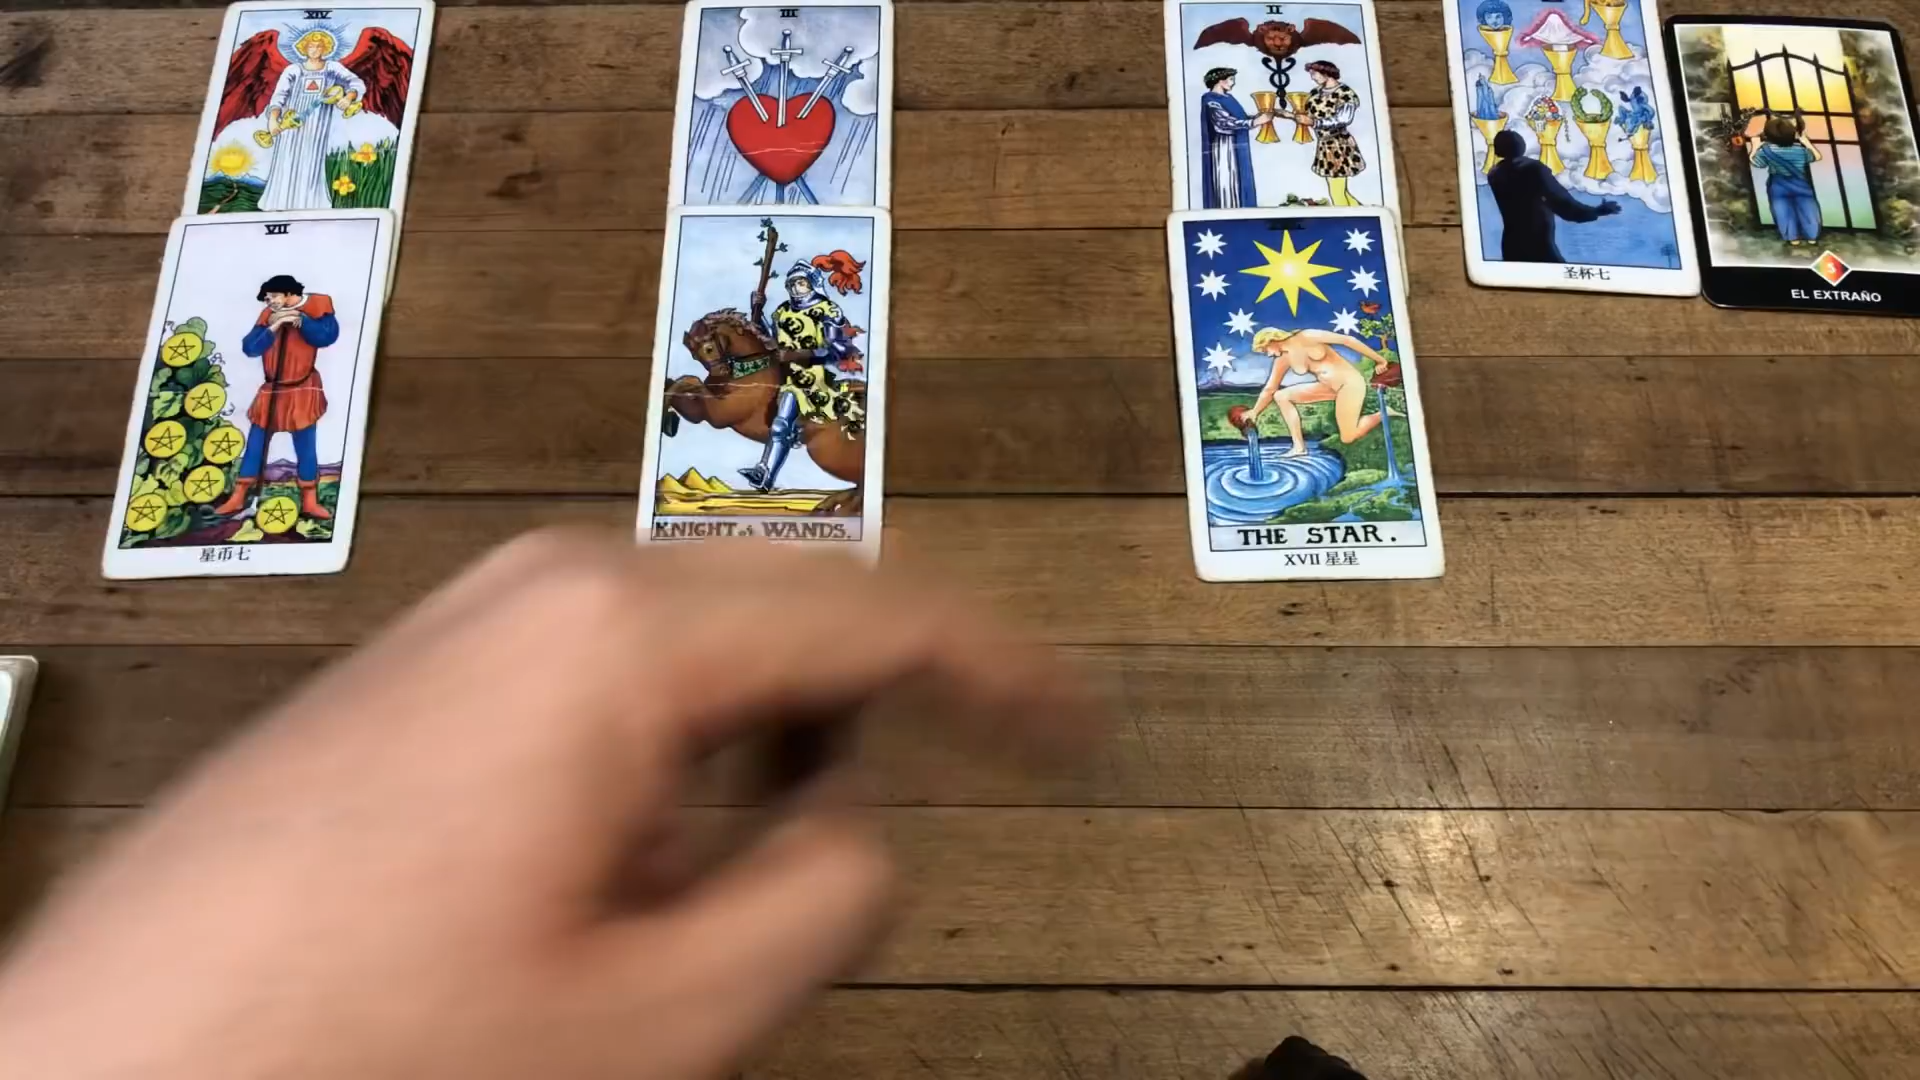 XIV
III
II
圣杯七
5
EL EXTRAÑO
VII
星币七
KNIGHT of WANDS.
THE STAR.
XVII 星星